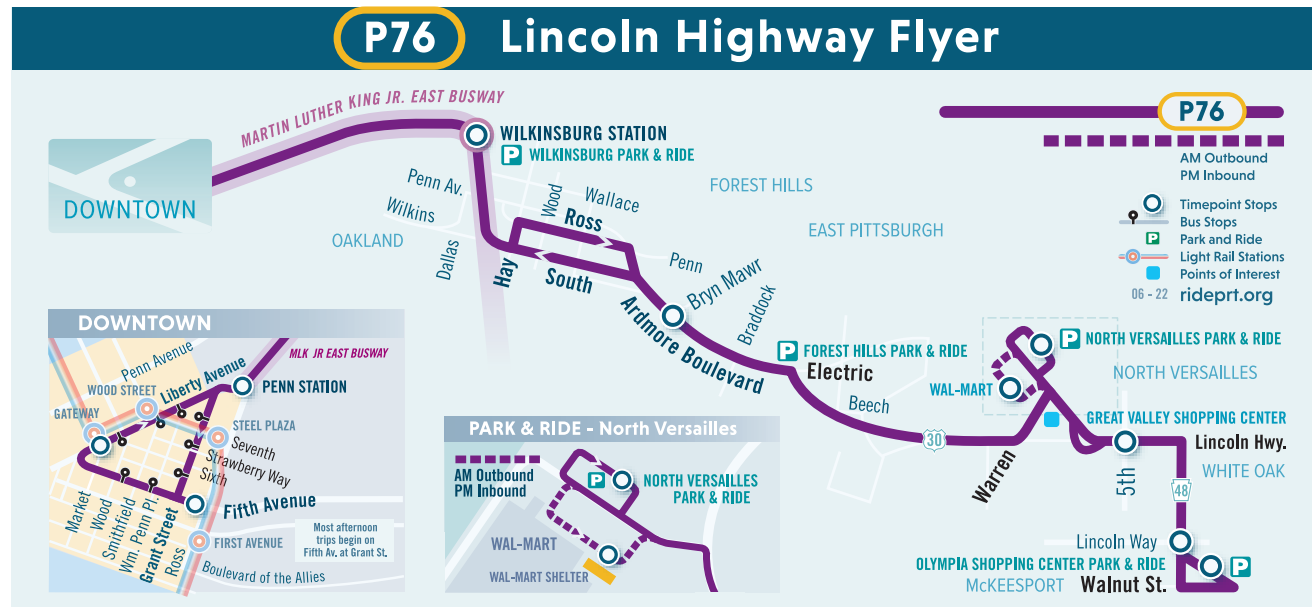 P76 Lincoln Highway Flyer
MARTIN LUTHER KING JR. EAST BUSWAY
DOWNTOWN
WILKINSBURG STATION
P WILKINSBURG PARK & RIDE
P76
AM Outbound
PM Inbound
Timepoint Stops
Bus Stops
P Park and Ride
Light Rail Stations
Points of Interest
06 - 22 rideprt.org
Penn Av.
Wilkins
OAKLAND
Dallas
Hay
Wood
Wallace
Ross
South
FOREST HILLS
EAST PITTSBURGH
Penn
Bryn Mawr
Braddock
Ardmore Boulevard
P FOREST HILLS PARK & RIDE
Electric
Beech
30
Warren
P NORTH VERSAILLES PARK & RIDE
NORTH VERSAILLES
WAL-MART
GREAT VALLEY SHOPPING CENTER
Lincoln Hwy.
WHITE OAK
5th
48
Lincoln Way
OLYMPIA SHOPPING CENTER PARK & RIDE
P
McKEESPORT
Walnut St.
DOWNTOWN
MLK JR EAST BUSWAY
Penn Avenue
WOOD STREET
Liberty Avenue
PENN STATION
GATEWAY
STEEL PLAZA
Seventh
Strawberry Way
Sixth
Fifth Avenue
Market
Wood
Smithfield
Wm. Penn Pl.
Grant Street
Ross
FIRST AVENUE
Boulevard of the Allies
Most afternoon
trips begin on
Fifth Av. at Grant St.
PARK & RIDE - North Versailles
AM Outbound
PM Inbound
P
NORTH VERSAILLES
PARK & RIDE
WAL-MART
WAL-MART SHELTER